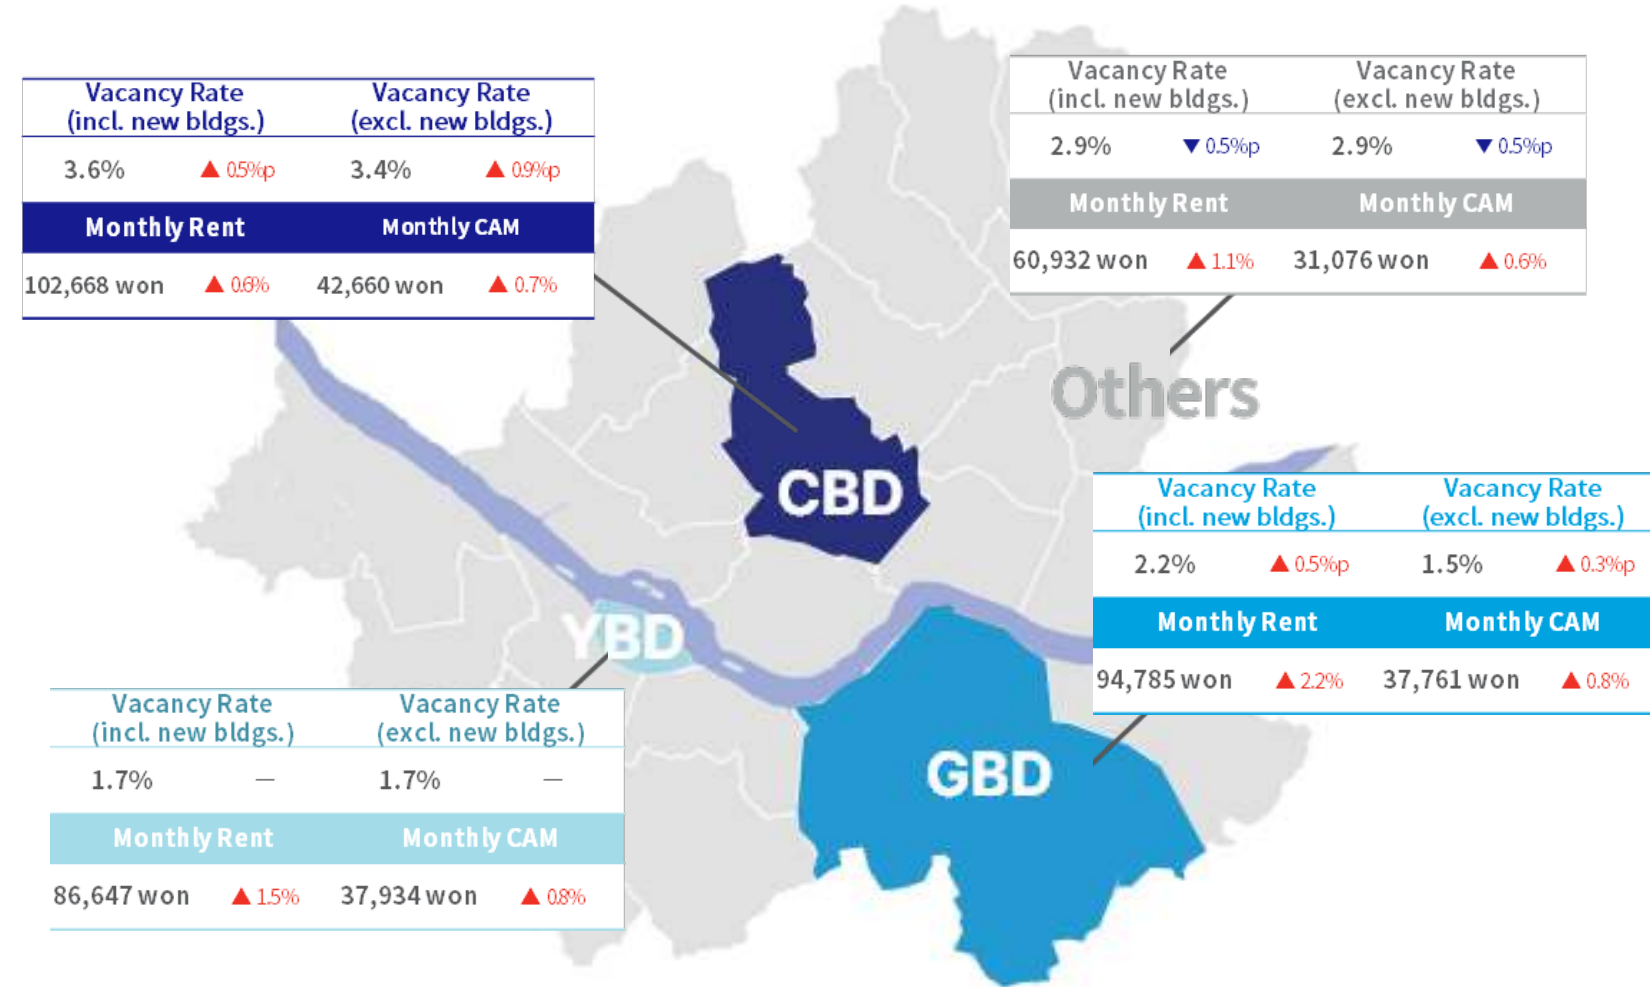 Vacancy Rate (incl. new bldgs.) Vacancy Rate (excl. new bldgs.)
3.6% ▲ 0.5%p 3.4% ▲ 0.9%p
Monthly Rent Monthly CAM
102,668 won ▲ 0.6% 42,660 won ▲ 0.7%
Vacancy Rate (incl. new bldgs.) Vacancy Rate (excl. new bldgs.)
2.9% ▼ 0.5%p 2.9% ▼ 0.5%p
Monthly Rent Monthly CAM
60,932 won ▲ 1.1% 31,076 won ▲ 0.6%
Others
CBD
Vacancy Rate (incl. new bldgs.) Vacancy Rate (excl. new bldgs.)
2.2% ▲ 0.5%p 1.5% ▲ 0.3%p
Monthly Rent Monthly CAM
94,785 won ▲ 2.2% 37,761 won ▲ 0.8%
YBD
Vacancy Rate (incl. new bldgs.) Vacancy Rate (excl. new bldgs.)
1.7% — 1.7% —
Monthly Rent Monthly CAM
86,647 won ▲ 1.5% 37,934 won ▲ 0.8%
GBD